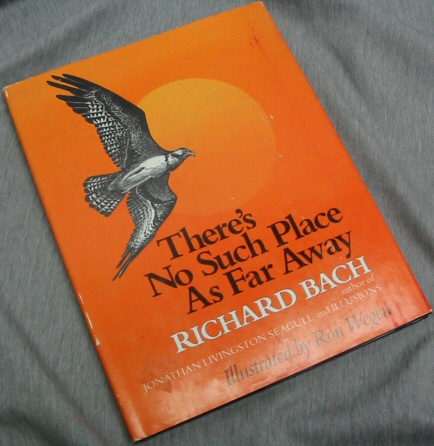 There's
No Such Place
As Far Away
RICHARD BACH
author of
JONATHAN LIVINGSTON SEAGULL and ILLUSIONS
Illustrated by Ron Wegen